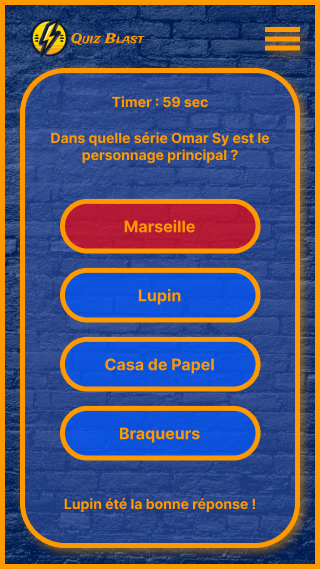 Quiz Blast
Timer : 59 sec
Dans quelle série Omar Sy est le
personnage principal ?
Marseille
Lupin
Casa de Papel
Braqueurs
Lupin été la bonne réponse !